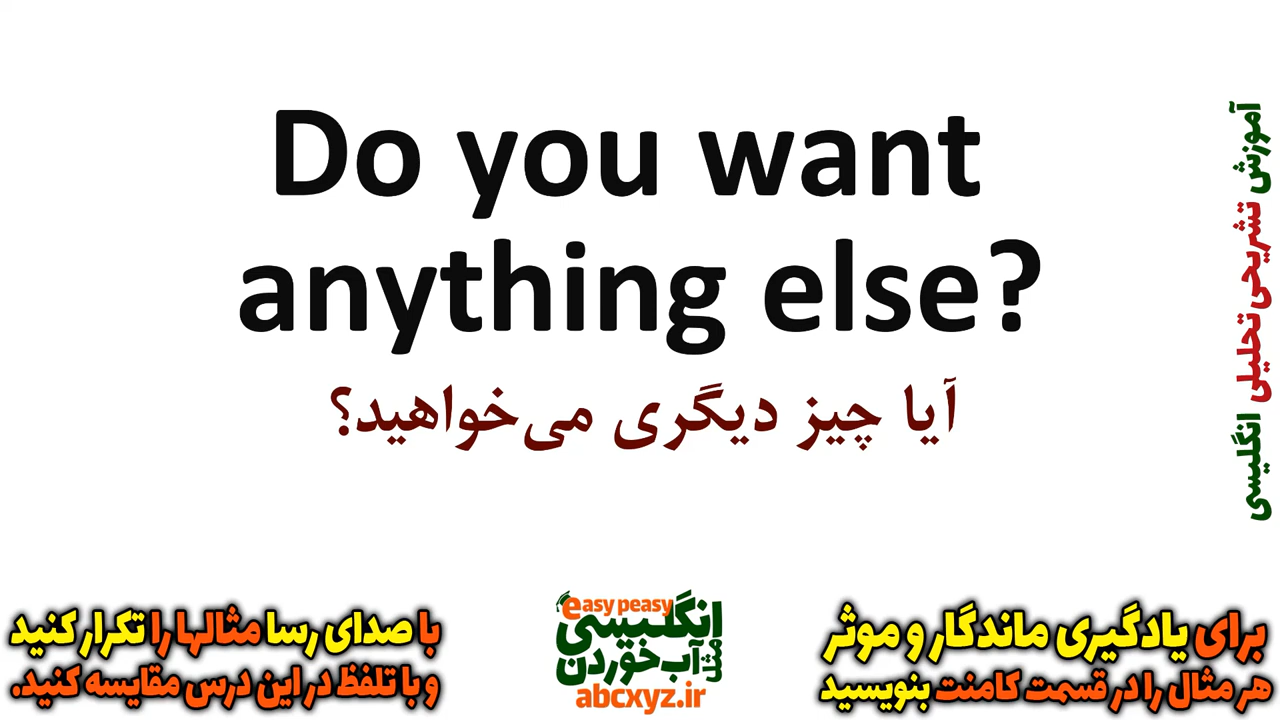 Do you want
anything else?
آیا چیز دیگری می‌خواهید؟
آموزش تشریحی تحلیلی انگلیسی
برای یادگیری ماندگار و موثر
هر مثال را در قسمت کامنت بنویسید
easy peasy
انگلیسی
مثل آب خوردن
abcxyz.ir
با صدای رسا مثالها را تکرار کنید
و با تلفظ در این درس مقایسه کنید.